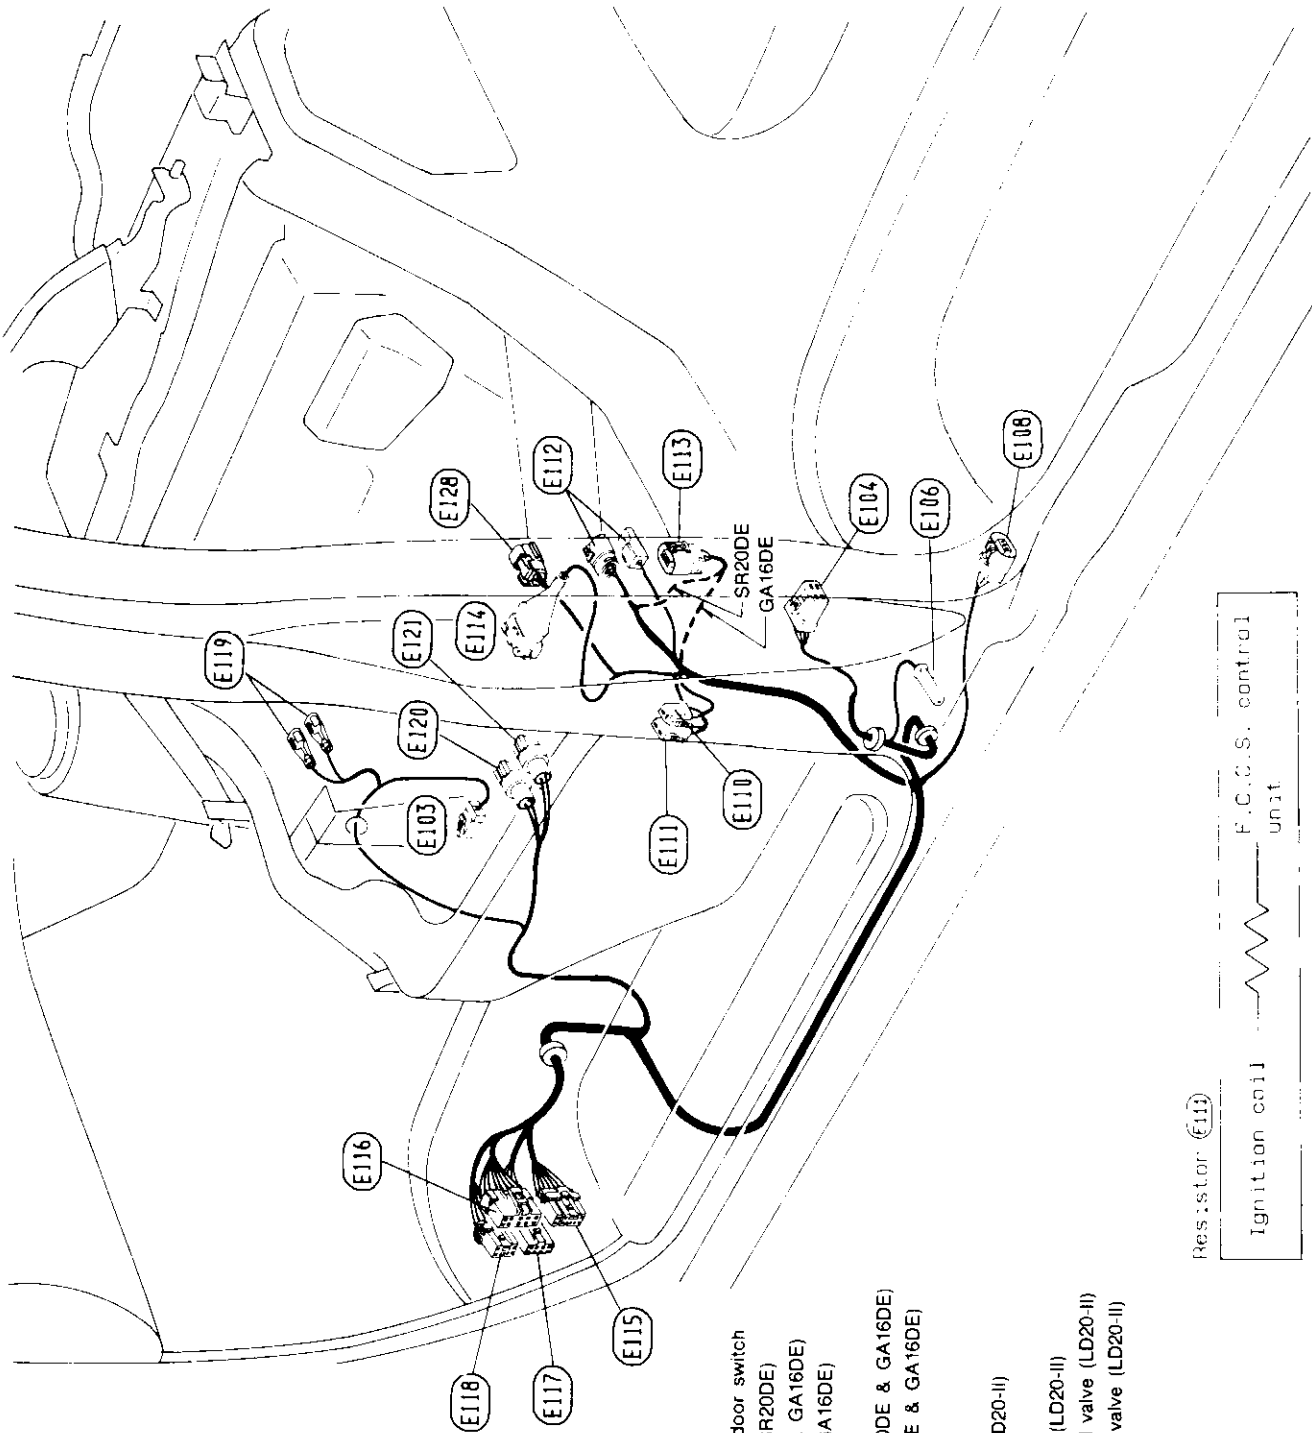 E119
E128
E112
E113
E114
E121
E120
E103
SR20DE
GA16DE
E104
E106
E108
E111
E110
E116
E118
E117
E115
door switch
SR20DE)
GA16DE)
GA16DE)
DE & GA16DE)
E & GA16DE)
D20-II)
(LD20-II)
valve (LD20-II)
valve (LD20-II)
Resistor E111
Ignition coil
F.C.C.S. control
unit